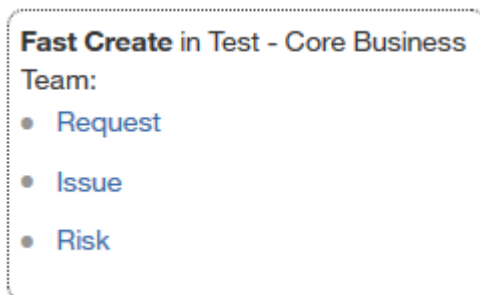 Fast Create in Test - Core Business
Team:
Request
Issue
Risk